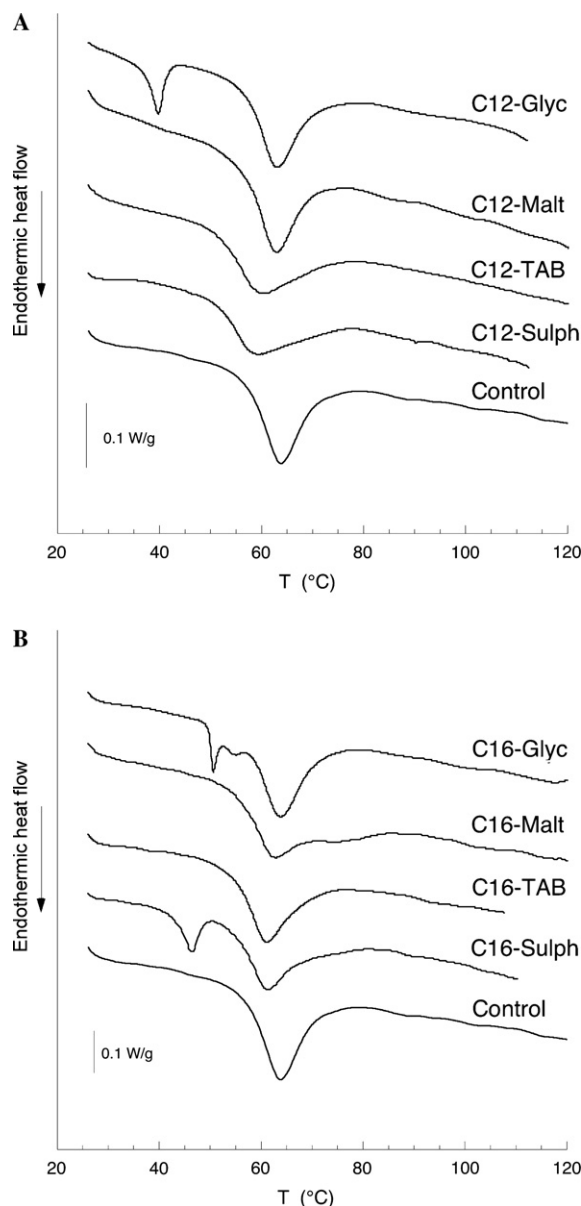 A
C12-Glyc
C12-Malt
C12-TAB
C12-Sulph
Control
Endothermic heat flow
0.1 W/g
20 40 60 80 100 120
T (°C)
B
C16-Glyc
C16-Malt
C16-TAB
C16-Sulph
Control
Endothermic heat flow
0.1 W/g
20 40 60 80 100 120
T (°C)